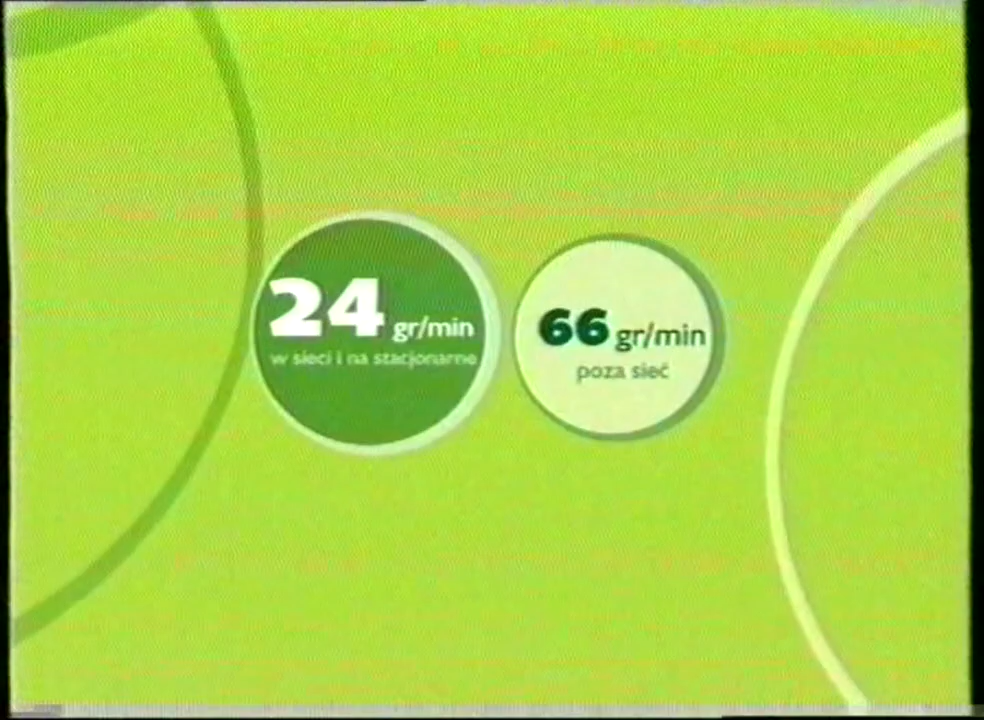 24 gr/min
w sieci i na stacjonarne
66 gr/min
poza sieć